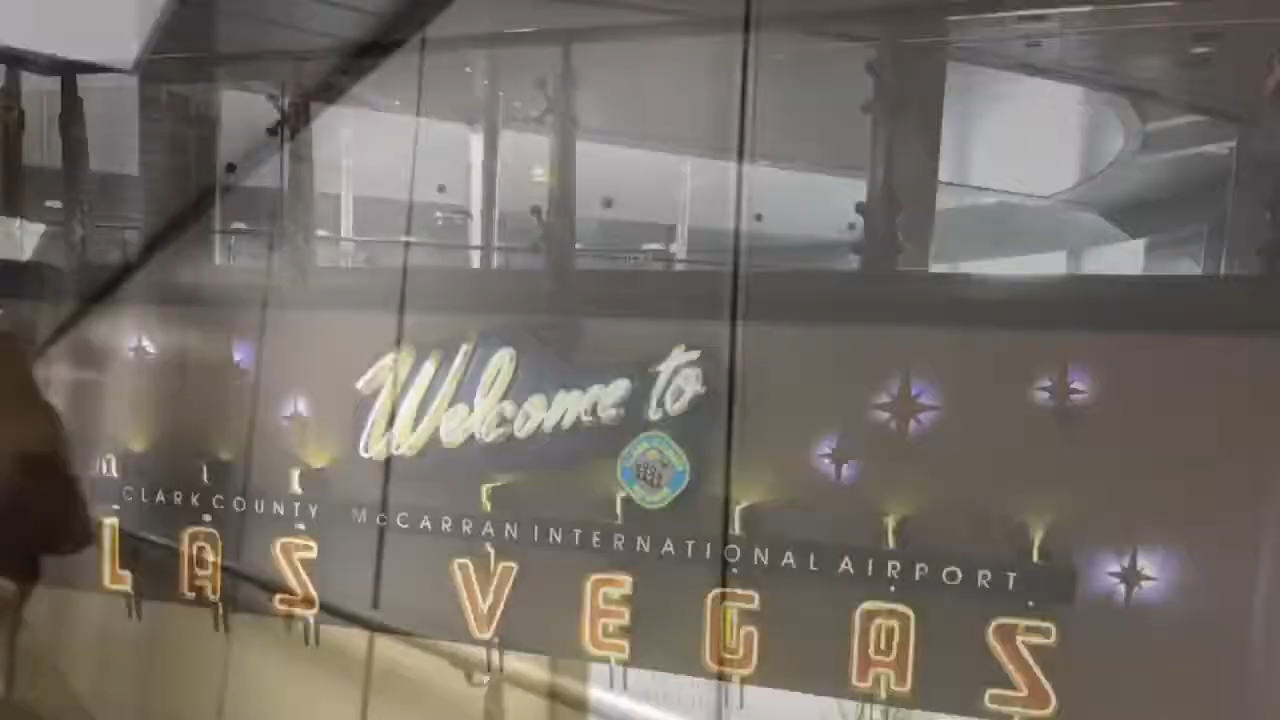 Welcome to
CLARK COUNTY McCARRAN INTERNATIONAL AIRPORT
LAS VEGAS